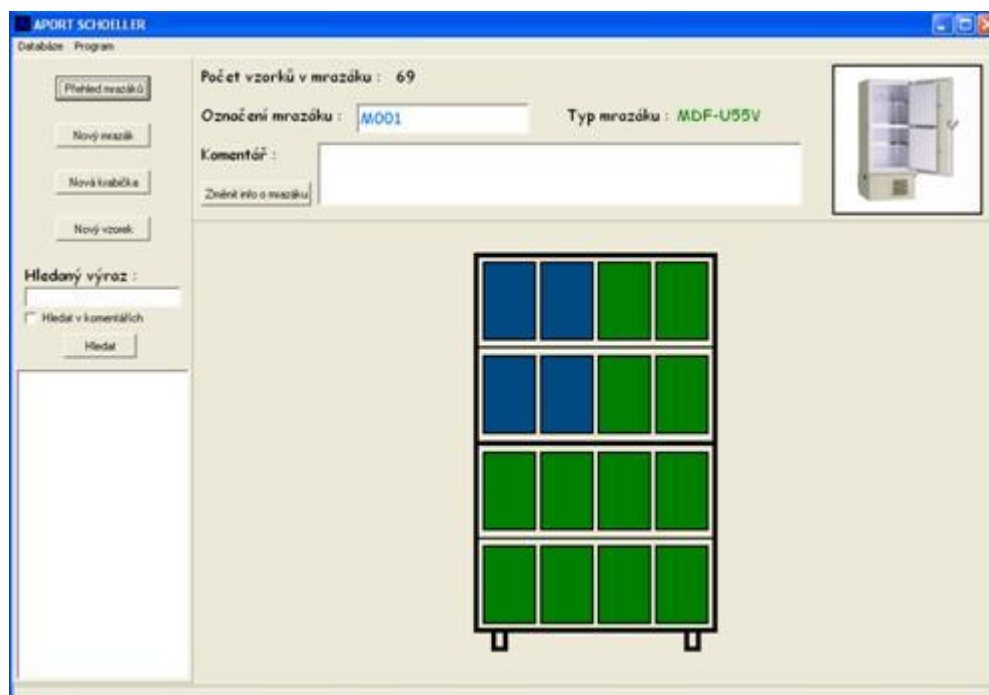 APORT SCHOELLER
Databáze Program
Přehled mrazáků
Nový mrazák
Nová krabička
Nový vzorek
Hledaný výraz :
Hledat v komentářích
Hledat
Počet vzorků v mrazáku : 69
Označení mrazáku : M001 Typ mrazáku : MDF-U55V
Komentář :
Změnit info o mrazáku